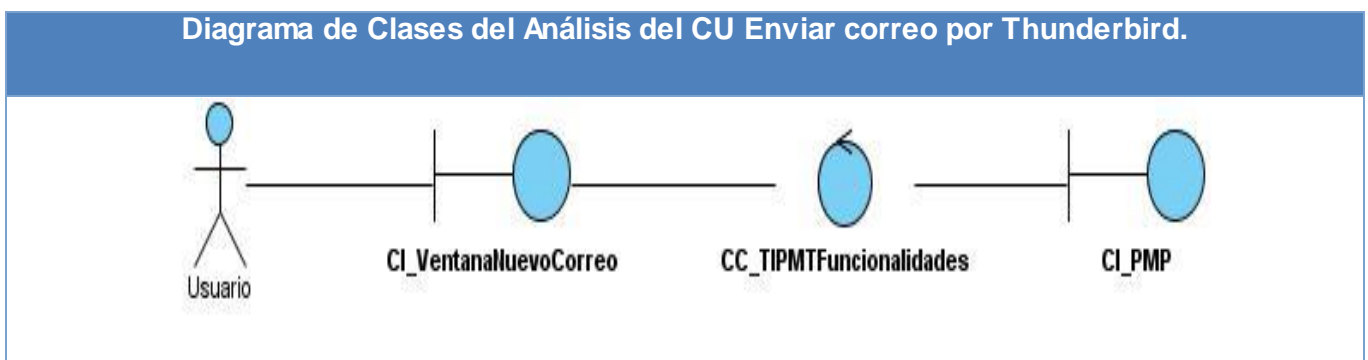 Diagrama de Clases del Análisis del CU Enviar correo por Thunderbird.
Usuario
CI_VentanaNuevoCorreo
CC_TIPMTFuncionalidades
CI_PMP